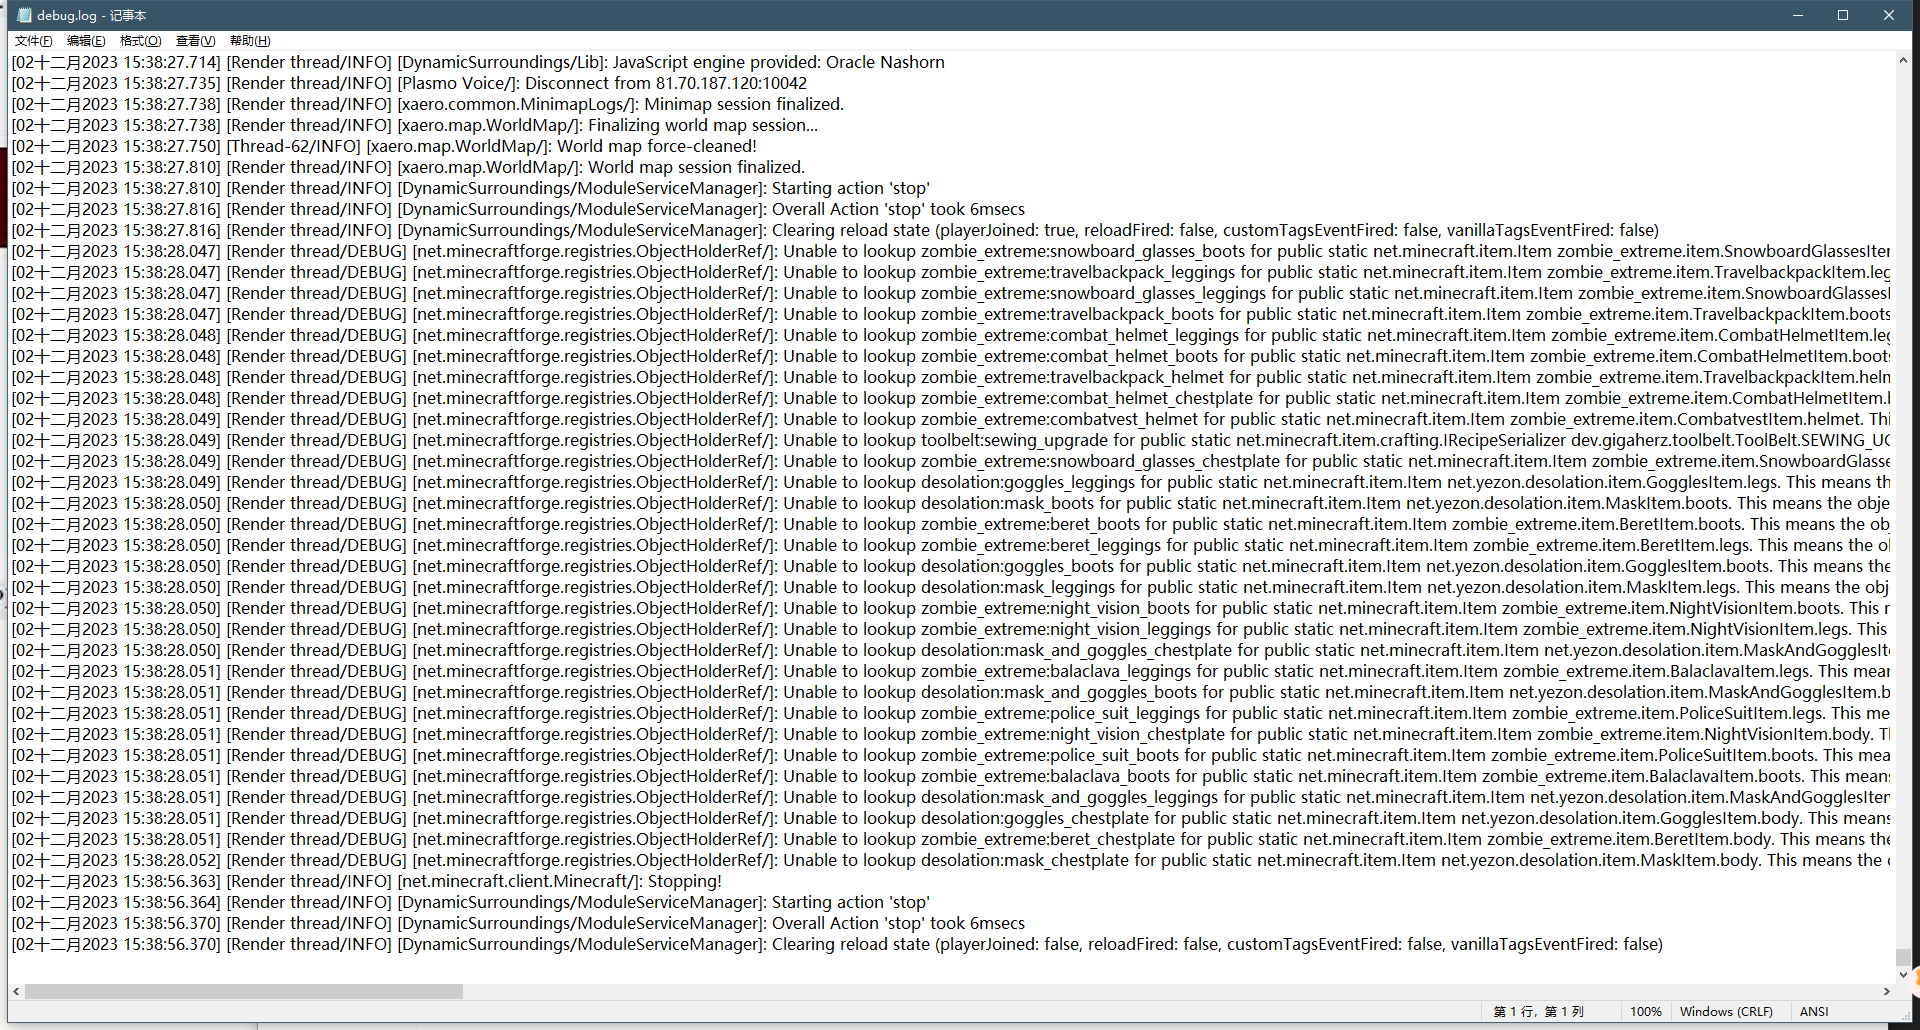 debug.log - 记事本
文件(F) 编辑(E) 格式(O) 查看(V) 帮助(H)
[02十二月2023 15:38:27.714] [Render thread/INFO] [DynamicSurroundings/Lib]: JavaScript engine provided: Oracle Nashorn
[02十二月2023 15:38:27.735] [Render thread/INFO] [Plasmo Voice/]: Disconnect from 81.70.187.120:10042
[02十二月2023 15:38:27.738] [Render thread/INFO] [xaero.common.MinimapLogs/]: Minimap session finalized.
[02十二月2023 15:38:27.738] [Render thread/INFO] [xaero.map.WorldMap/]: Finalizing world map session...
[02十二月2023 15:38:27.750] [Thread-62/INFO] [xaero.map.WorldMap/]: World map force-cleaned!
[02十二月2023 15:38:27.810] [Render thread/INFO] [xaero.map.WorldMap/]: World map session finalized.
[02十二月2023 15:38:27.810] [Render thread/INFO] [DynamicSurroundings/ModuleServiceManager]: Starting action 'stop'
[02十二月2023 15:38:27.816] [Render thread/INFO] [DynamicSurroundings/ModuleServiceManager]: Overall Action 'stop' took 6msecs
[02十二月2023 15:38:27.816] [Render thread/INFO] [DynamicSurroundings/ModuleServiceManager]: Clearing reload state (playerJoined: true, reloadFired: false, customTagsEventFired: false, vanillaTagsEventFired: false)
[02十二月2023 15:38:28.047] [Render thread/DEBUG] [net.minecraftforge.registries.ObjectHolderRef/]: Unable to lookup zombie_extreme:snowboard_glasses_boots for public static net.minecraft.item.Item zombie_extreme.item.SnowboardGlassesIter
[02十二月2023 15:38:28.047] [Render thread/DEBUG] [net.minecraftforge.registries.ObjectHolderRef/]: Unable to lookup zombie_extreme:travelbackpack_leggings for public static net.minecraft.item.Item zombie_extreme.item.TravelbackpackItem.leg
[02十二月2023 15:38:28.047] [Render thread/DEBUG] [net.minecraftforge.registries.ObjectHolderRef/]: Unable to lookup zombie_extreme:snowboard_glasses_leggings for public static net.minecraft.item.Item zombie_extreme.item.SnowboardGlassesI
[02十二月2023 15:38:28.047] [Render thread/DEBUG] [net.minecraftforge.registries.ObjectHolderRef/]: Unable to lookup zombie_extreme:travelbackpack_boots for public static net.minecraft.item.Item zombie_extreme.item.TravelbackpackItem.boots
[02十二月2023 15:38:28.048] [Render thread/DEBUG] [net.minecraftforge.registries.ObjectHolderRef/]: Unable to lookup zombie_extreme:combat_helmet_leggings for public static net.minecraft.item.Item zombie_extreme.item.CombatHelmetItem.leg
[02十二月2023 15:38:28.048] [Render thread/DEBUG] [net.minecraftforge.registries.ObjectHolderRef/]: Unable to lookup zombie_extreme:combat_helmet_boots for public static net.minecraft.item.Item zombie_extreme.item.CombatHelmetItem.boots
[02十二月2023 15:38:28.048] [Render thread/DEBUG] [net.minecraftforge.registries.ObjectHolderRef/]: Unable to lookup zombie_extreme:travelbackpack_helmet for public static net.minecraft.item.Item zombie_extreme.item.TravelbackpackItem.helm
[02十二月2023 15:38:28.048] [Render thread/DEBUG] [net.minecraftforge.registries.ObjectHolderRef/]: Unable to lookup zombie_extreme:combat_helmet_chestplate for public static net.minecraft.item.Item zombie_extreme.item.CombatHelmetItem.
[02十二月2023 15:38:28.049] [Render thread/DEBUG] [net.minecraftforge.registries.ObjectHolderRef/]: Unable to lookup zombie_extreme:combatvest_helmet for public static net.minecraft.item.Item zombie_extreme.item.CombatvestItem.helmet. Thi
[02十二月2023 15:38:28.049] [Render thread/DEBUG] [net.minecraftforge.registries.ObjectHolderRef/]: Unable to lookup toolbelt:sewing_upgrade for public static net.minecraft.item.crafting.IRecipeSerializer dev.gigaherz.toolbelt.ToolBelt.SEWING_UG
[02十二月2023 15:38:28.049] [Render thread/DEBUG] [net.minecraftforge.registries.ObjectHolderRef/]: Unable to lookup zombie_extreme:snowboard_glasses_chestplate for public static net.minecraft.item.Item zombie_extreme.item.SnowboardGlasse
[02十二月2023 15:38:28.049] [Render thread/DEBUG] [net.minecraftforge.registries.ObjectHolderRef/]: Unable to lookup desolation:goggles_leggings for public static net.minecraft.item.Item net.yezon.desolation.item.GogglesItem.legs. This means th
[02十二月2023 15:38:28.050] [Render thread/DEBUG] [net.minecraftforge.registries.ObjectHolderRef/]: Unable to lookup desolation:mask_boots for public static net.minecraft.item.Item net.yezon.desolation.item.MaskItem.boots. This means the obje
[02十二月2023 15:38:28.050] [Render thread/DEBUG] [net.minecraftforge.registries.ObjectHolderRef/]: Unable to lookup zombie_extreme:beret_boots for public static net.minecraft.item.Item zombie_extreme.item.BeretItem.boots. This means the obj
[02十二月2023 15:38:28.050] [Render thread/DEBUG] [net.minecraftforge.registries.ObjectHolderRef/]: Unable to lookup zombie_extreme:beret_leggings for public static net.minecraft.item.Item zombie_extreme.item.BeretItem.legs. This means the ol
[02十二月2023 15:38:28.050] [Render thread/DEBUG] [net.minecraftforge.registries.ObjectHolderRef/]: Unable to lookup desolation:goggles_boots for public static net.minecraft.item.Item net.yezon.desolation.item.GogglesItem.boots. This means the
[02十二月2023 15:38:28.050] [Render thread/DEBUG] [net.minecraftforge.registries.ObjectHolderRef/]: Unable to lookup desolation:mask_leggings for public static net.minecraft.item.Item net.yezon.desolation.item.MaskItem.legs. This means the obj
[02十二月2023 15:38:28.050] [Render thread/DEBUG] [net.minecraftforge.registries.ObjectHolderRef/]: Unable to lookup zombie_extreme:night_vision_boots for public static net.minecraft.item.Item zombie_extreme.item.NightVisionItem.boots. This r
[02十二月2023 15:38:28.050] [Render thread/DEBUG] [net.minecraftforge.registries.ObjectHolderRef/]: Unable to lookup zombie_extreme:night_vision_leggings for public static net.minecraft.item.Item zombie_extreme.item.NightVisionItem.legs. This
[02十二月2023 15:38:28.050] [Render thread/DEBUG] [net.minecraftforge.registries.ObjectHolderRef/]: Unable to lookup desolation:mask_and_goggles_chestplate for public static net.minecraft.item.Item net.yezon.desolation.item.MaskAndGogglesIt
[02十二月2023 15:38:28.051] [Render thread/DEBUG] [net.minecraftforge.registries.ObjectHolderRef/]: Unable to lookup zombie_extreme:balaclava_leggings for public static net.minecraft.item.Item zombie_extreme.item.BalaclavaItem.legs. This mear
[02十二月2023 15:38:28.051] [Render thread/DEBUG] [net.minecraftforge.registries.ObjectHolderRef/]: Unable to lookup desolation:mask_and_goggles_boots for public static net.minecraft.item.Item net.yezon.desolation.item.MaskAndGogglesItem.b
[02十二月2023 15:38:28.051] [Render thread/DEBUG] [net.minecraftforge.registries.ObjectHolderRef/]: Unable to lookup zombie_extreme:police_suit_leggings for public static net.minecraft.item.Item zombie_extreme.item.PoliceSuitItem.legs. This me
[02十二月2023 15:38:28.051] [Render thread/DEBUG] [net.minecraftforge.registries.ObjectHolderRef/]: Unable to lookup zombie_extreme:night_vision_chestplate for public static net.minecraft.item.Item zombie_extreme.item.NightVisionItem.body. T
[02十二月2023 15:38:28.051] [Render thread/DEBUG] [net.minecraftforge.registries.ObjectHolderRef/]: Unable to lookup zombie_extreme:police_suit_boots for public static net.minecraft.item.Item zombie_extreme.item.PoliceSuitItem.boots. This mea
[02十二月2023 15:38:28.051] [Render thread/DEBUG] [net.minecraftforge.registries.ObjectHolderRef/]: Unable to lookup zombie_extreme:balaclava_boots for public static net.minecraft.item.Item zombie_extreme.item.BalaclavaItem.boots. This means
[02十二月2023 15:38:28.051] [Render thread/DEBUG] [net.minecraftforge.registries.ObjectHolderRef/]: Unable to lookup desolation:mask_and_goggles_leggings for public static net.minecraft.item.Item net.yezon.desolation.item.MaskAndGogglesIter
[02十二月2023 15:38:28.051] [Render thread/DEBUG] [net.minecraftforge.registries.ObjectHolderRef/]: Unable to lookup desolation:goggles_chestplate for public static net.minecraft.item.Item net.yezon.desolation.item.GogglesItem.body. This means
[02十二月2023 15:38:28.051] [Render thread/DEBUG] [net.minecraftforge.registries.ObjectHolderRef/]: Unable to lookup zombie_extreme:beret_chestplate for public static net.minecraft.item.Item zombie_extreme.item.BeretItem.body. This means the
[02十二月2023 15:38:28.052] [Render thread/DEBUG] [net.minecraftforge.registries.ObjectHolderRef/]: Unable to lookup desolation:mask_chestplate for public static net.minecraft.item.Item net.yezon.desolation.item.MaskItem.body. This means the
[02十二月2023 15:38:56.363] [Render thread/INFO] [net.minecraft.client.Minecraft/]: Stopping!
[02十二月2023 15:38:56.364] [Render thread/INFO] [DynamicSurroundings/ModuleServiceManager]: Starting action 'stop'
[02十二月2023 15:38:56.370] [Render thread/INFO] [DynamicSurroundings/ModuleServiceManager]: Overall Action 'stop' took 6msecs
[02十二月2023 15:38:56.370] [Render thread/INFO] [DynamicSurroundings/ModuleServiceManager]: Clearing reload state (playerJoined: false, reloadFired: false, customTagsEventFired: false, vanillaTagsEventFired: false)
第 1 行，第 1 列 100% Windows (CRLF) ANSI